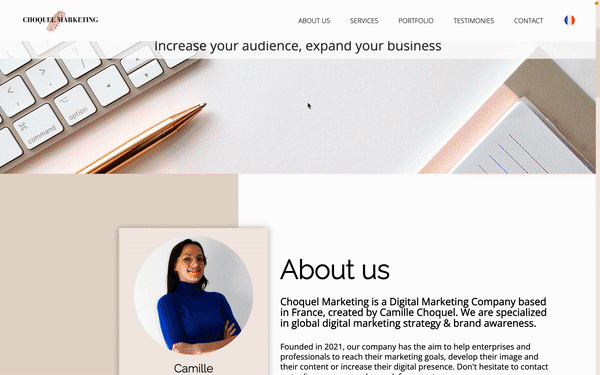 CHOQUEL MARKETING
ABOUT US
SERVICES
PORTFOLIO
TESTIMONIES
CONTACT
Increase your audience, expand your business
command
option
About us
Choquel Marketing is a Digital Marketing Company based
in France, created by Camille Choquel. We are specialized
in global digital marketing strategy & brand awareness.
Camille
Founded in 2021, our company has the aim to help enterprises and
professionals to reach their marketing goals, develop their image and
their content or increase their digital presence. Don't hesitate to contact